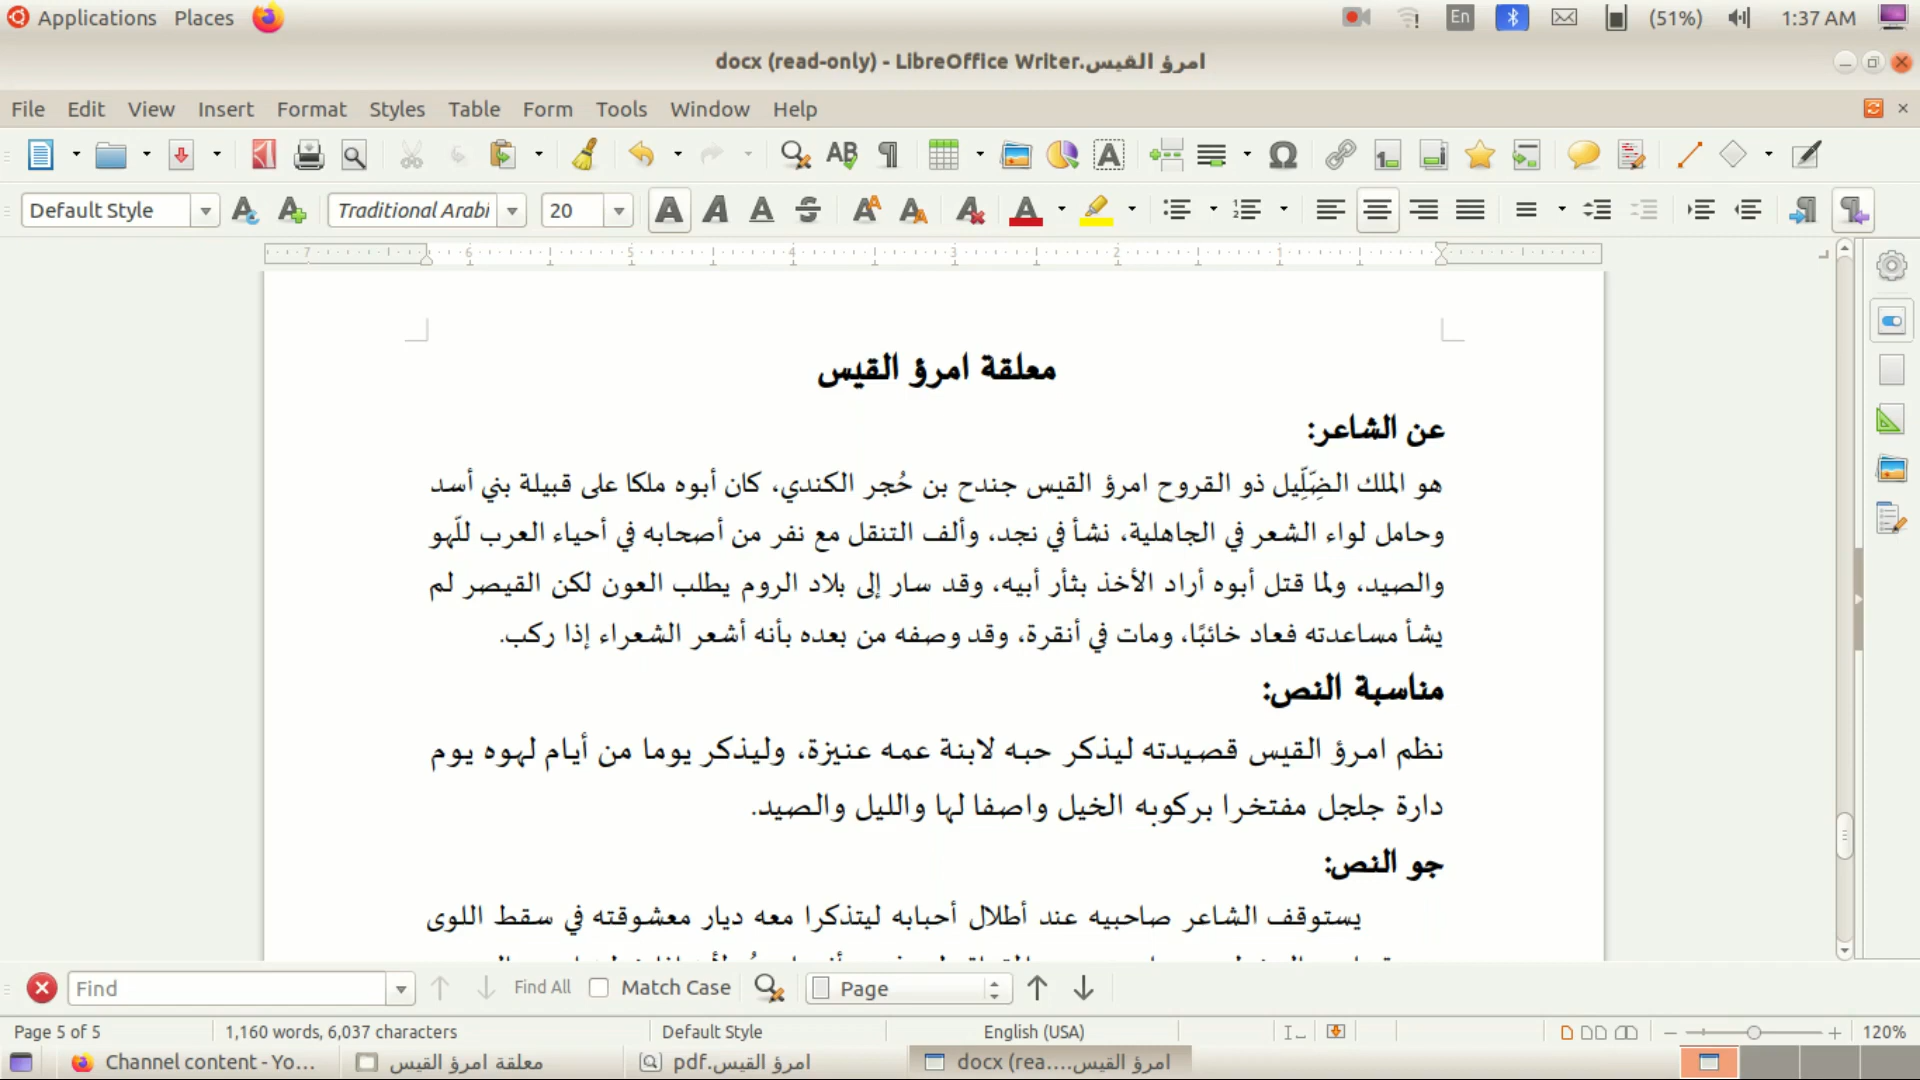 Applications Places En (51%) 1:37 AM
امرؤ القيس.docx (read-only) - LibreOffice Writer
File Edit View Insert Format Styles Table Form Tools Window Help
Default Style Traditional Arabi 20
7 6 5 4 3 2 1
معلقة امرؤ القيس
عن الشاعر:
هو الملك الضِّلِّيل ذو القروح امرؤ القيس جندح بن حُجر الكندي، كان أبوه ملكا على قبيلة بني أسد
وحامل لواء الشعر في الجاهلية، نشأ في نجد، وألف التنقل مع نفر من أصحابه في أحياء العرب للّهو
والصيد، ولما قتل أبوه أراد الأخذ بثأر أبيه، وقد سار إلى بلاد الروم يطلب العون لكن القيصر لم
يشأ مساعدته فعاد خائبًا، ومات في أنقرة، وقد وصفه من بعده بأنه أشعر الشعراء إذا ركب.
مناسبة النص:
نظم امرؤ القيس قصيدته ليذكر حبه لابنة عمه عنيزة، وليذكر يوما من أيام لهوه يوم
دارة جلجل مفتخرا بركوبه الخيل واصفا لها والليل والصيد.
جو النص:
يستوقف الشاعر صاحبيه عند أطلال أحبابه ليتذكرا معه ديار معشوقته في سقط اللوى
Find Find All Match Case Page
Page 5 of 5 1,160 words, 6,037 characters Default Style English (USA) 120%
Channel content - Yo... معلقة امرؤ القيس امرؤ القيس.pdf امرؤ القيس....docx (rea